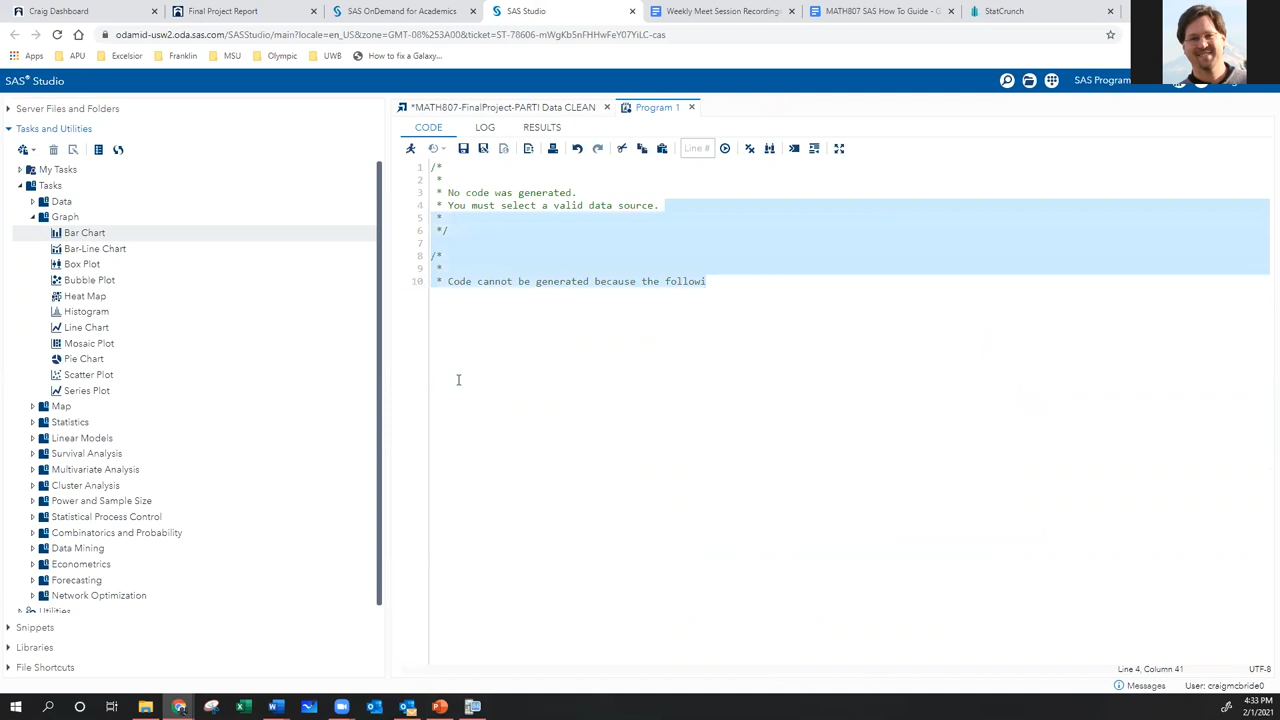 Craig Dashboard
Final Project Report
SAS OnDemand for Academics
SAS Studio
Weekly Meet Session Recordings
MATH807 SAS How To Guide - G
StatCrunch
odamid-usw2.oda.sas.com/SASStudio/main?locale=en_US&zone=GMT-08%253A00&ticket=ST-78606-mWgKb5nFHHwFeY07YiLC-cas
Apps
APU
Excelsior
Franklin
MSU
Olympic
UWB
How to fix a Galaxy...
SAS® Studio
SAS Program
Server Files and Folders
*MATH807-FinalProject-PARTI Data CLEAN
Program 1
Tasks and Utilities
CODE
LOG
RESULTS
Line #
My Tasks
Tasks
Data
Graph
Bar Chart
Bar-Line Chart
Box Plot
Bubble Plot
Heat Map
Histogram
Line Chart
Mosaic Plot
Pie Chart
Scatter Plot
Series Plot
Map
Statistics
Linear Models
Survival Analysis
Multivariate Analysis
Cluster Analysis
Power and Sample Size
Statistical Process Control
Combinatorics and Probability
Data Mining
Econometrics
Forecasting
Network Optimization
Utilities
Snippets
Libraries
File Shortcuts
1 /*
2 *
3 * No code was generated.
4 * You must select a valid data source.
5 *
6 */
7
8 /*
9 *
10 * Code cannot be generated because the followi
Line 4, Column 41
UTF-8
Messages
User: craigmcbride0
4:33 PM
2/1/2021